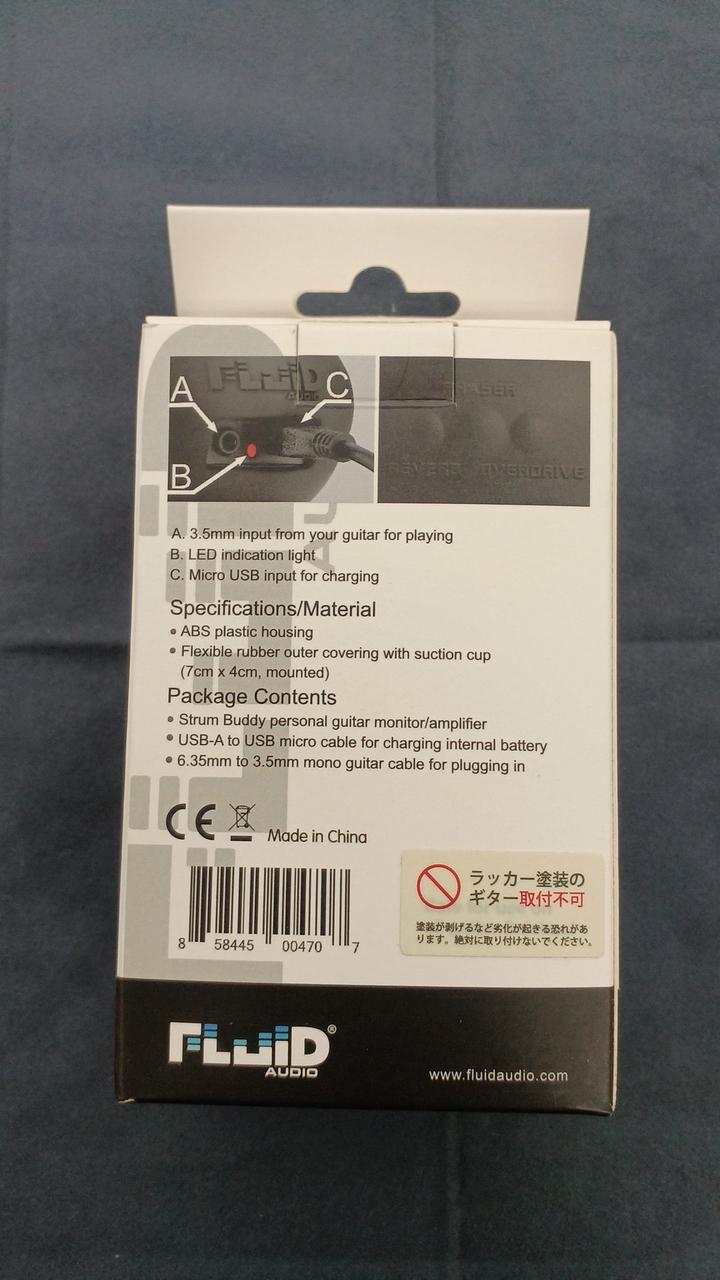 FLUiD
AUDIO
A
C
B
PHASER
REVERB OVERDRIVE
A. 3.5mm input from your guitar for playing
B. LED indication light
C. Micro USB input for charging
Specifications/Material
• ABS plastic housing
• Flexible rubber outer covering with suction cup
(7cm x 4cm, mounted)
Package Contents
• Strum Buddy personal guitar monitor/amplifier
• USB-A to USB micro cable for charging internal battery
• 6.35mm to 3.5mm mono guitar cable for plugging in
CE
Made in China
8 58445 00470 7
ラッカー塗装の
ギター取付不可
塗装が剥げるなど劣化が起きる恐れがあ
ります。絶対に取り付けないでください。
FLUiD®
AUDIO
www.fluidaudio.com